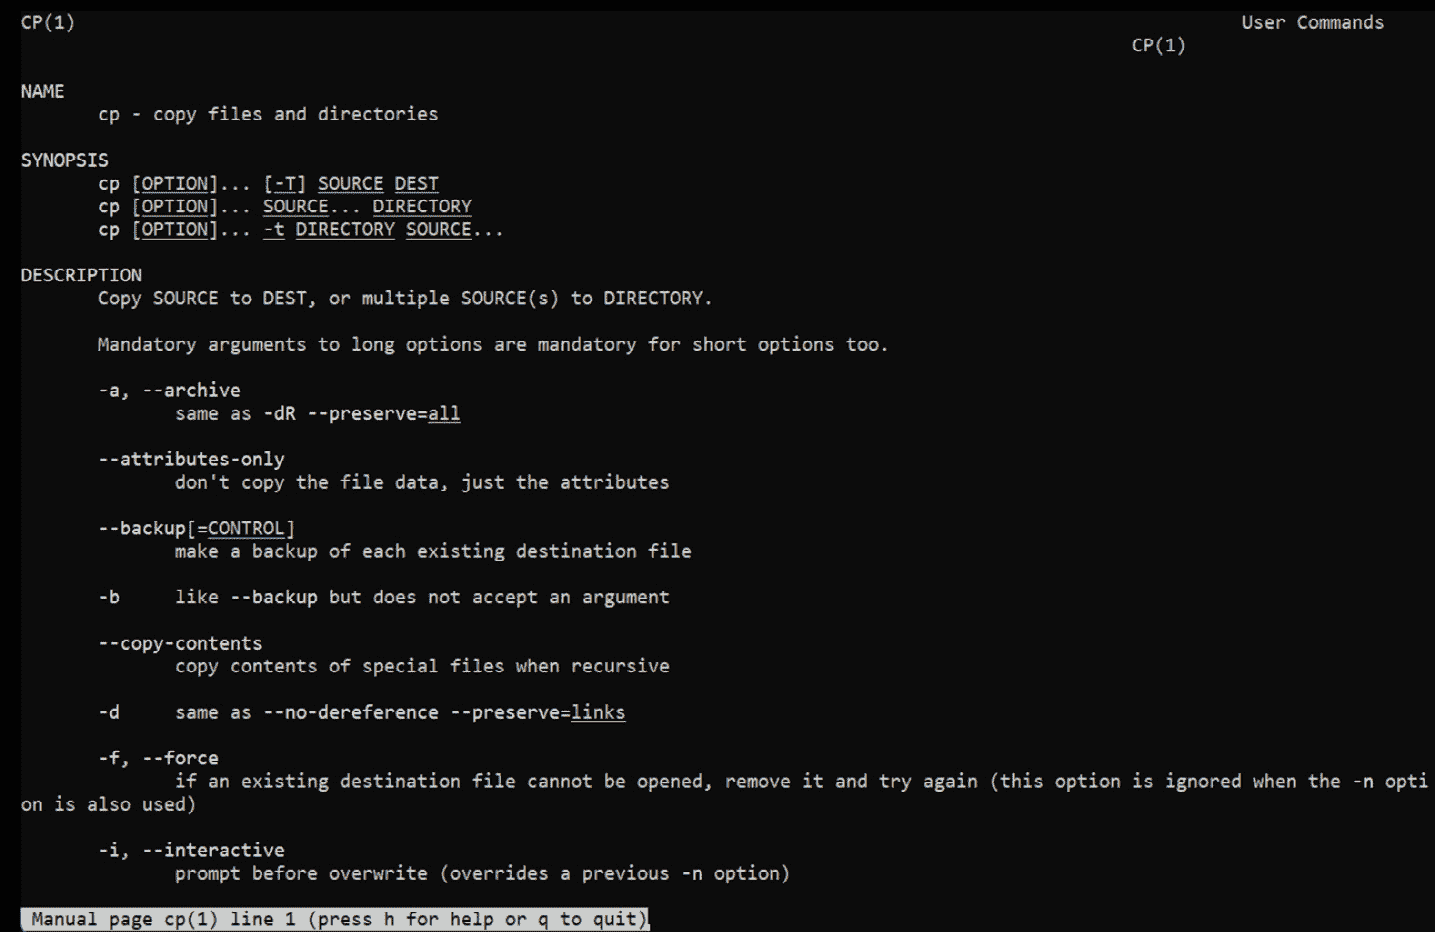 CP(1) User Commands
CP(1)
NAME
cp - copy files and directories
SYNOPSIS
cp [OPTION]... [-T] SOURCE DEST
cp [OPTION]... SOURCE... DIRECTORY
cp [OPTION]... -t DIRECTORY SOURCE...
DESCRIPTION
Copy SOURCE to DEST, or multiple SOURCE(s) to DIRECTORY.
Mandatory arguments to long options are mandatory for short options too.
-a, --archive
same as -dR --preserve=all
--attributes-only
don't copy the file data, just the attributes
--backup[=CONTROL]
make a backup of each existing destination file
-b like --backup but does not accept an argument
--copy-contents
copy contents of special files when recursive
-d same as --no-dereference --preserve=links
-f, --force
if an existing destination file cannot be opened, remove it and try again (this option is ignored when the -n opti
on is also used)
-i, --interactive
prompt before overwrite (overrides a previous -n option)
Manual page cp(1) line 1 (press h for help or q to quit)